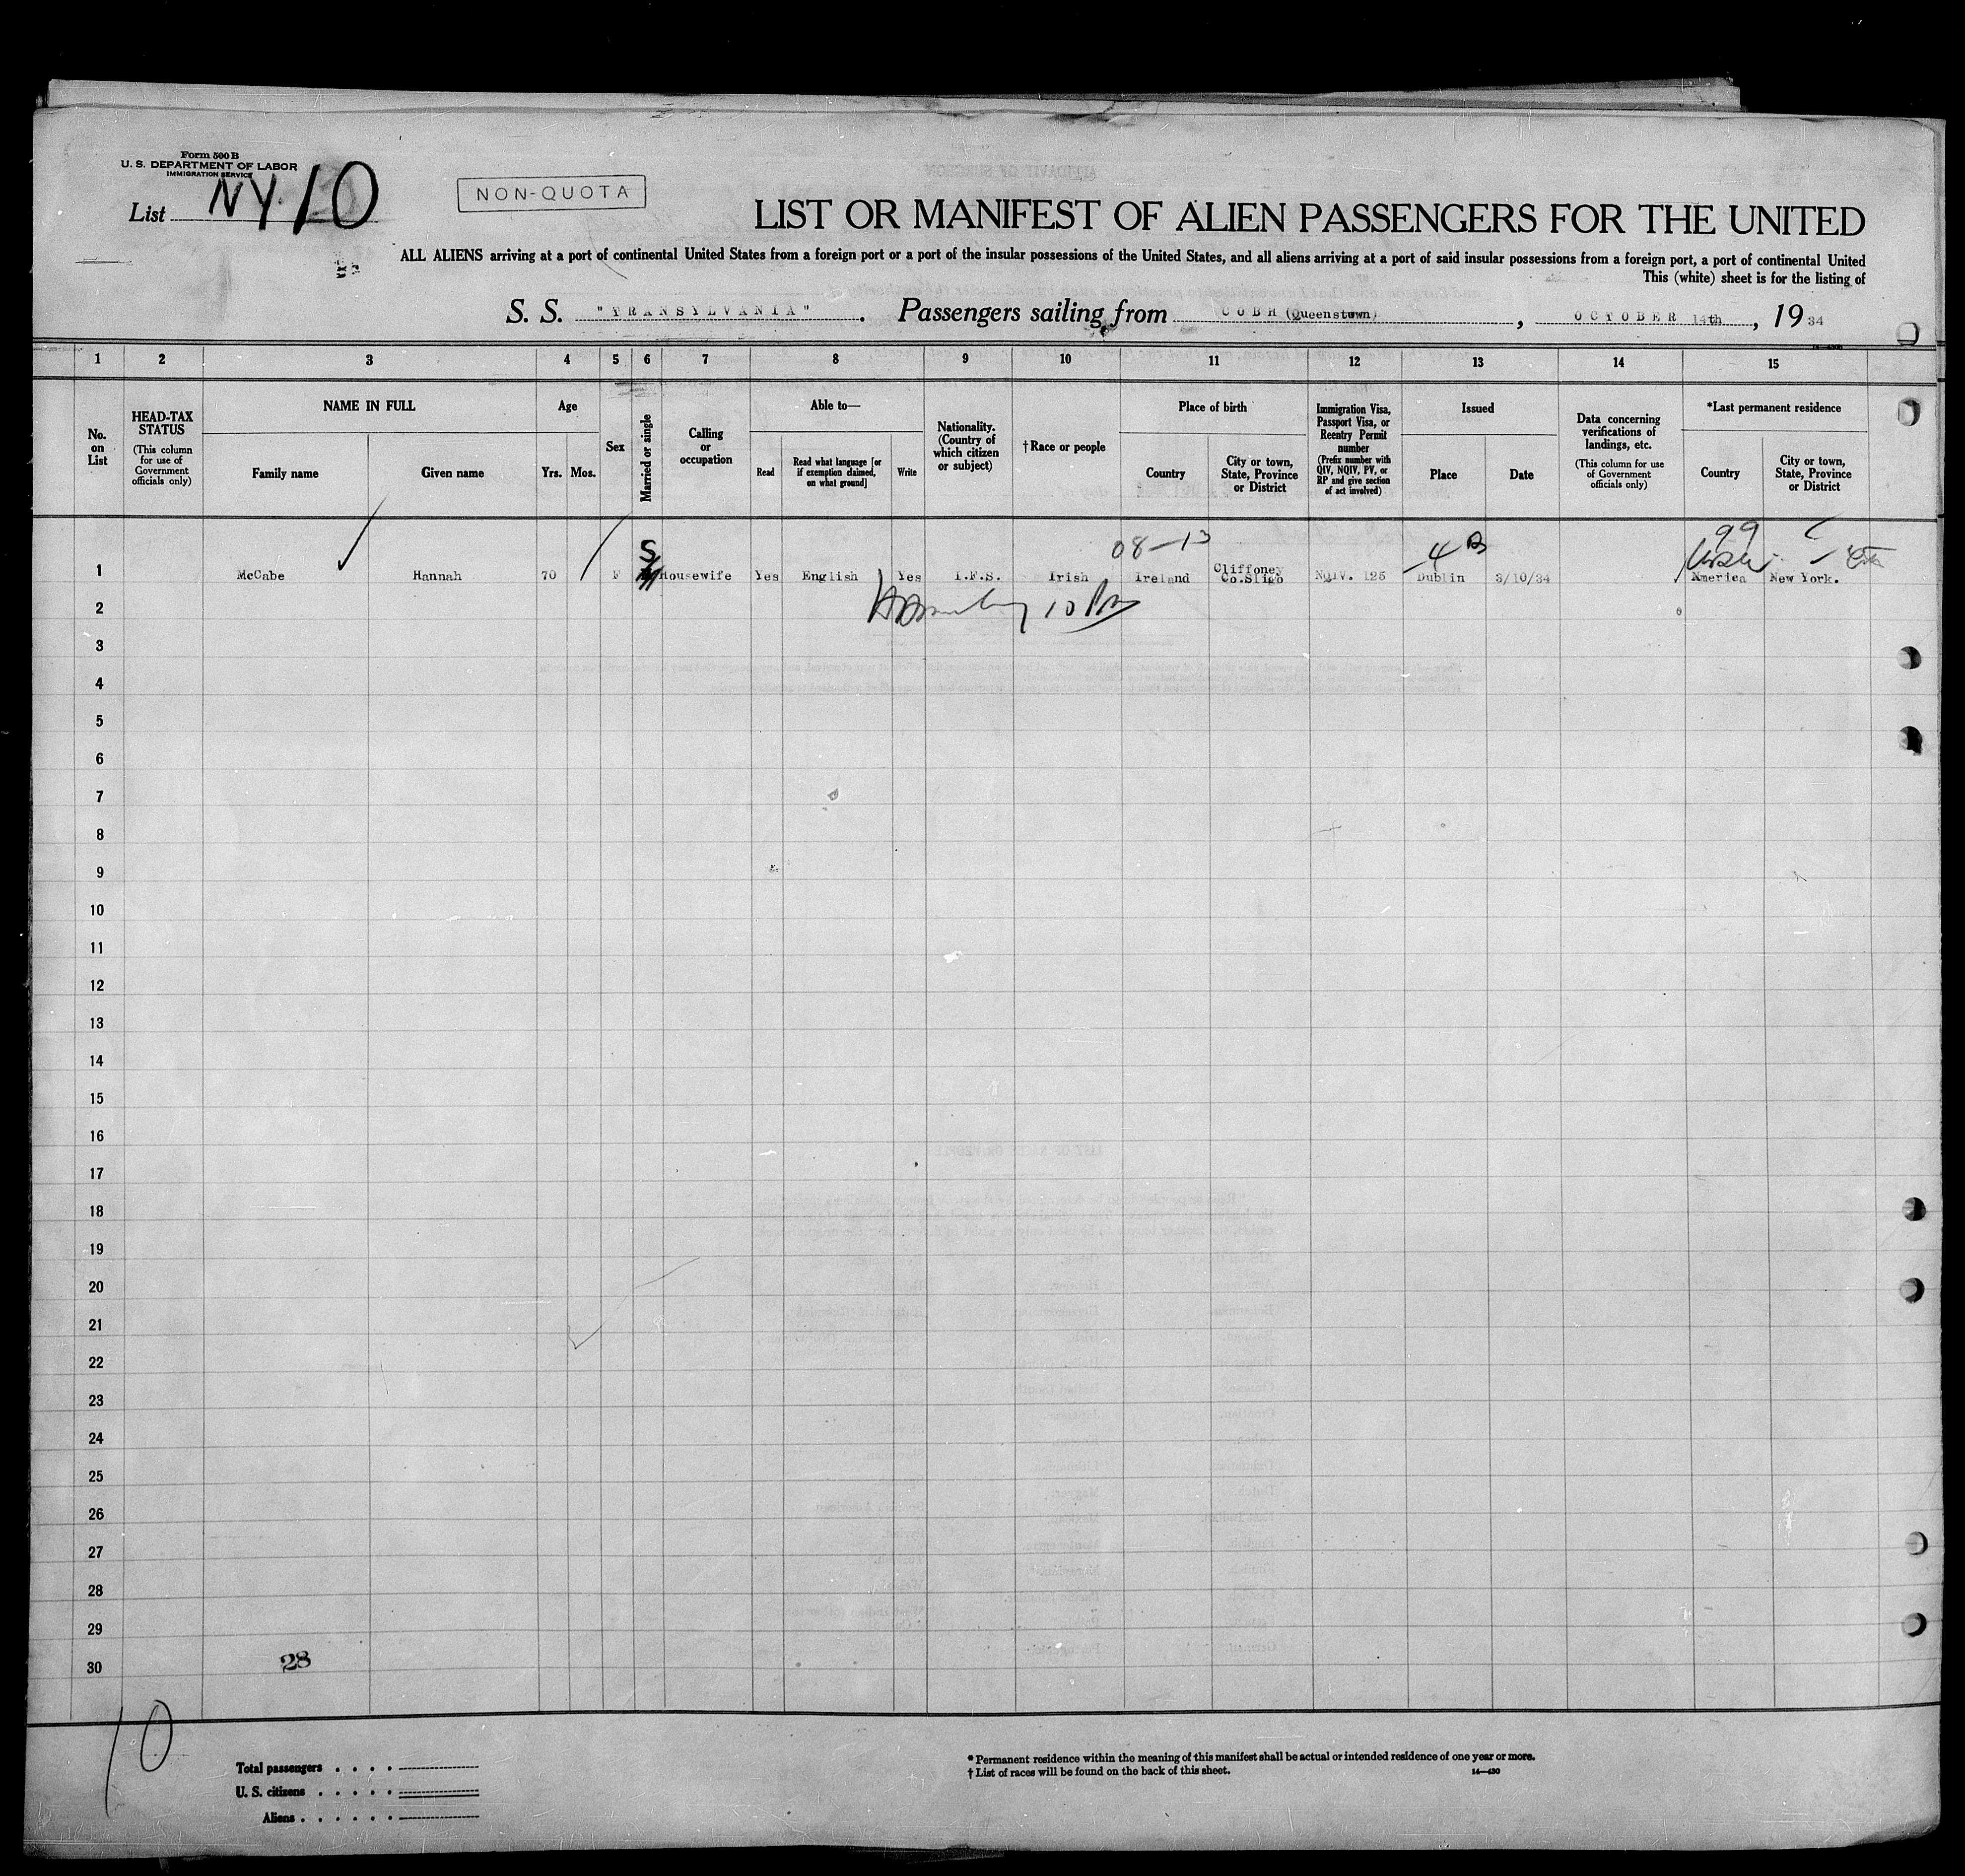 Form 500 B
U. S. DEPARTMENT OF LABOR
IMMIGRATION SERVICE
List NY. 10
NON-QUOTA
LIST OR MANIFEST OF ALIEN PASSENGERS FOR THE UNITED
ALL ALIENS arriving at a port of continental United States from a foreign port or a port of the insular possessions of the United States, and all aliens arriving at a port of said insular possessions from a foreign port, a port of continental United
This (white) sheet is for the listing of
S. S. "TRANSYLVANIA". Passengers sailing from COBH (Queenstown), OCTOBER 14th, 1934
1 2 3 4 5 6 7 8 9 10 11 12 13 14 15
No. on List
HEAD-TAX STATUS
(This column for use of Government officials only)
NAME IN FULL
Family name
Given name
Age
Yrs. Mos.
Sex
Married or single
Calling or occupation
Able to—
Read
Read what language [or if exemption claimed, on what ground]
Write
Nationality. (Country of which citizen or subject)
†Race or people
Place of birth
Country
City or town, State, Province or District
Immigration Visa, Passport Visa, or Reentry Permit number
(Prefix number with QIV, NQIV, PV, or RP and give section of act involved)
Issued
Place
Date
Data concerning verifications of landings, etc.
(This column for use of Government officials only)
*Last permanent residence
Country
City or town, State, Province or District
08-13 4B 99
S
1 McCabe Hannah 70 F Housewife Yes English Yes I.F.S. Irish Ireland Cliffoney Co.Sligo NQIV. 125 Dublin 3/10/34 America New York.
2
3
4
5
6
7
8
9
10
11
12
13
14
15
16
17
18
19
20
21
22
23
24
25
26
27
28
29
30
28
10
Total passengers . . . .
U. S. citizens . . . . .
Aliens . . . . . .
* Permanent residence within the meaning of this manifest shall be actual or intended residence of one year or more.
† List of races will be found on the back of this sheet.
14—430